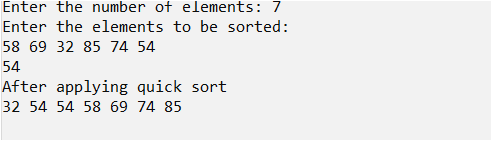 Enter the number of elements: 7
Enter the elements to be sorted:
58 69 32 85 74 54
54
After applying quick sort
32 54 54 58 69 74 85